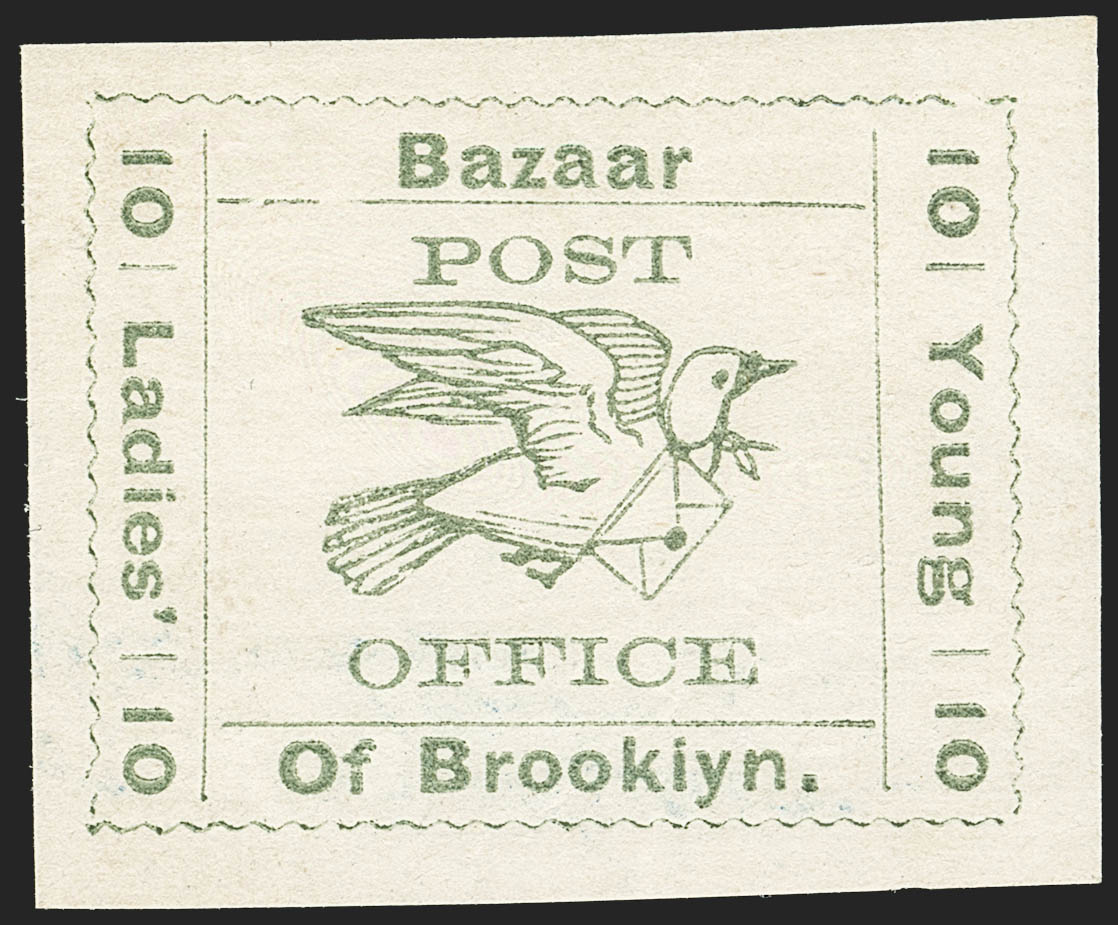 Bazaar
POST
OFFICE
Of Brookiyn.
10 | Ladies' | 10
10 | Young | 10